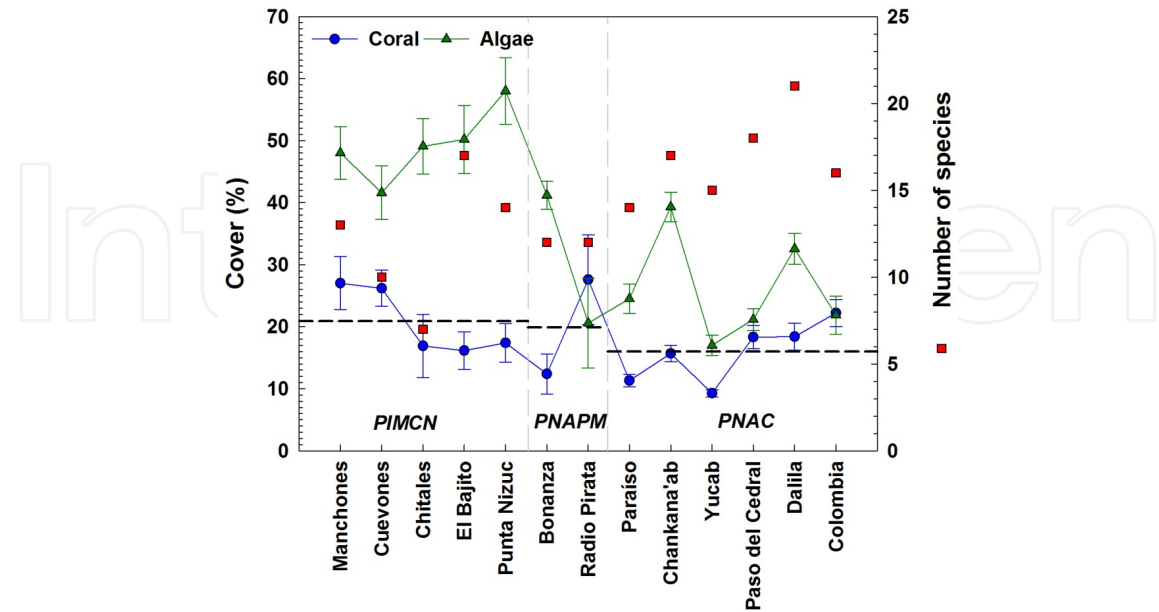 70
60
50
40
30
20
10
0
Cover (%)
Coral
Algae
25
20
15
10
5
0
Number of species
PIMCN
PNAPM
PNAC
Manchones
Cuevones
Chitales
El Bajito
Punta Nizuc
Bonanza
Radio Pirata
Paraíso
Chankana'ab
Yucab
Paso del Cedral
Dalila
Colombia